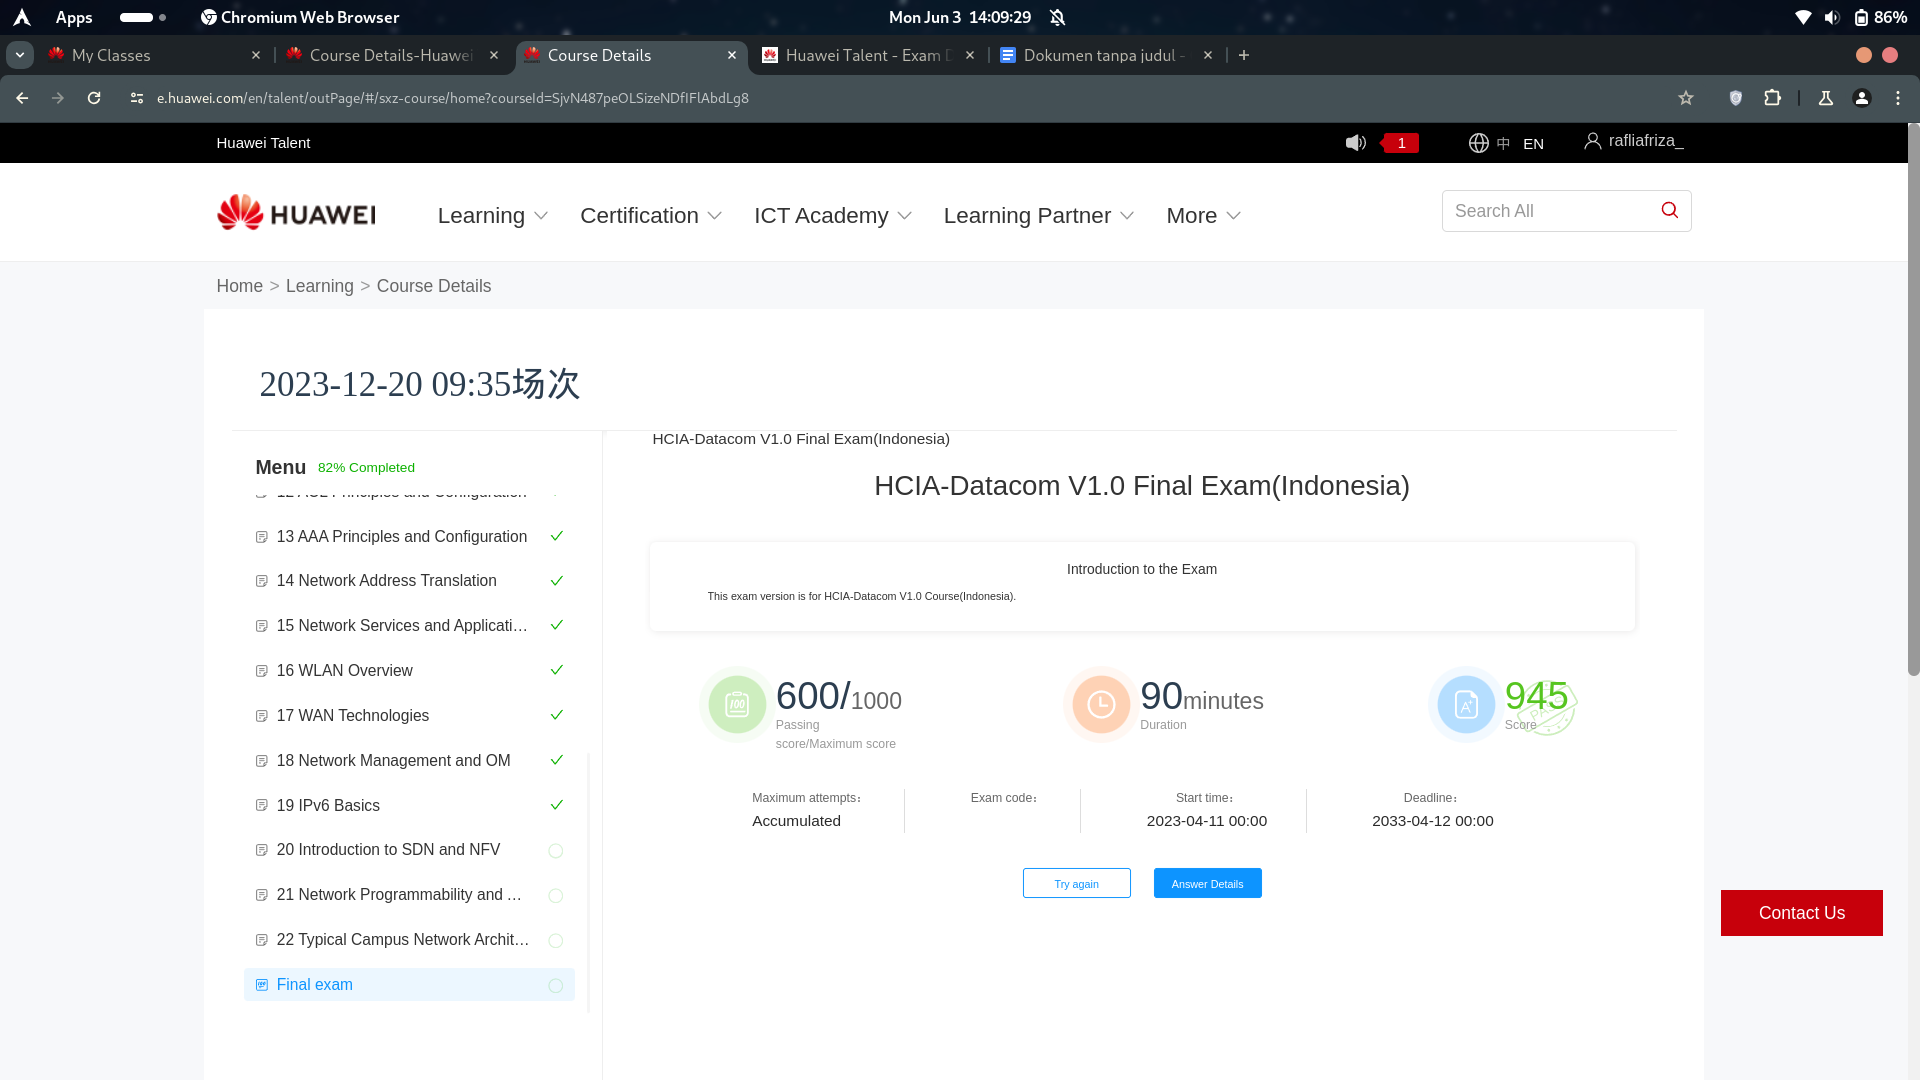 Apps
Chromium Web Browser
Mon Jun 3 14:09:29
86%
My Classes
Course Details-Huawei
Course Details
Huawei Talent - Exam D
Dokumen tanpa judul -
e.huawei.com/en/talent/outPage/#/sxz-course/home?courseId=SjvN487peOLSizeNDfIFlAbdLg8
Huawei Talent
1
中 EN
rafliafriza_
HUAWEI
Learning
Certification
ICT Academy
Learning Partner
More
Search All
Home > Learning > Course Details
2023-12-20 09:35场次
Menu 82% Completed
12 ACL Principles and Configuration
13 AAA Principles and Configuration
14 Network Address Translation
15 Network Services and Applicati...
16 WLAN Overview
17 WAN Technologies
18 Network Management and OM
19 IPv6 Basics
20 Introduction to SDN and NFV
21 Network Programmability and ...
22 Typical Campus Network Archit...
Final exam
HCIA-Datacom V1.0 Final Exam(Indonesia)
HCIA-Datacom V1.0 Final Exam(Indonesia)
Introduction to the Exam
This exam version is for HCIA-Datacom V1.0 Course(Indonesia).
600/1000
Passing
score/Maximum score
90minutes
Duration
945
Score
PASS
Maximum attempts：
Accumulated
Exam code：
Start time：
2023-04-11 00:00
Deadline：
2033-04-12 00:00
Try again
Answer Details
Contact Us